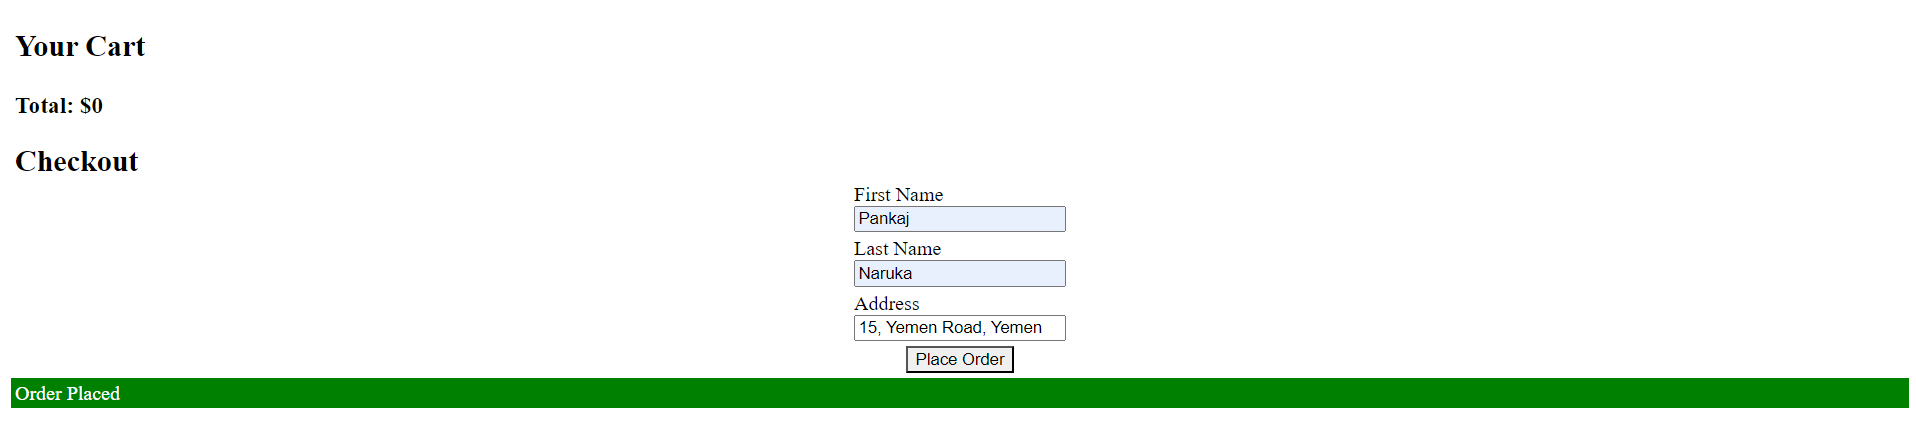 Your Cart
Total: $0
Checkout
First Name
Pankaj
Last Name
Naruka
Address
15, Yemen Road, Yemen
Place Order
Order Placed